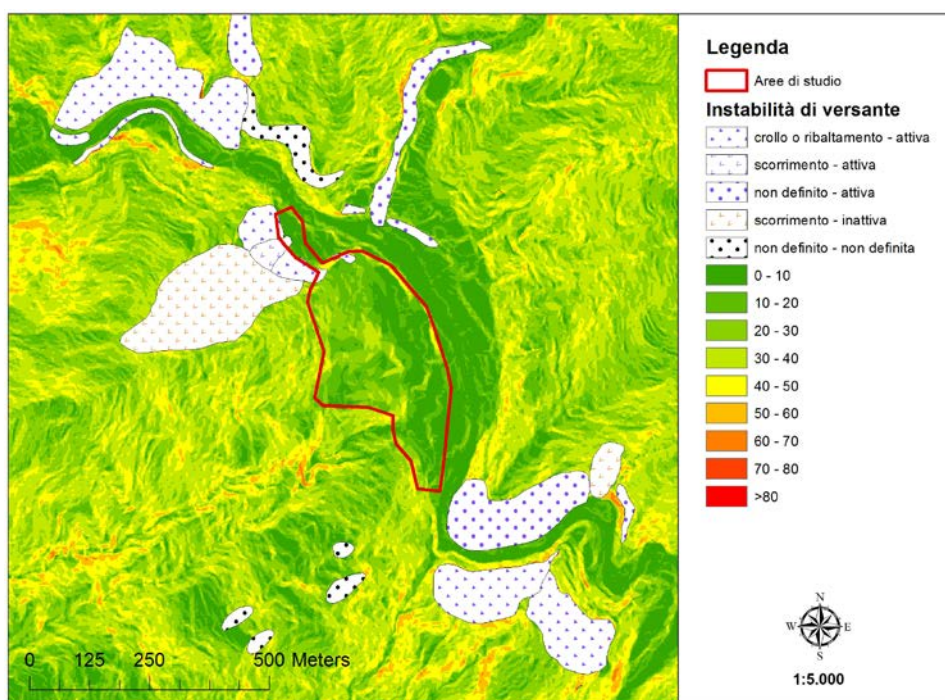 Legenda
Aree di studio
Instabilità di versante
crollo o ribaltamento - attiva
scorrimento - attiva
non definito - attiva
scorrimento - inattiva
non definito - non definita
0 - 10
10 - 20
20 - 30
30 - 40
40 - 50
50 - 60
60 - 70
70 - 80
>80
N
W E
S
1:5.000
0 125 250 500 Meters